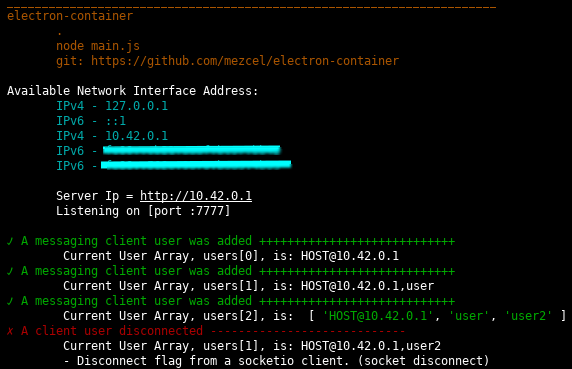 electron-container
.
node main.js
git: https://github.com/mezcel/electron-container
Available Network Interface Address:
IPv4 - 127.0.0.1
IPv6 - ::1
IPv4 - 10.42.0.1
IPv6 -
IPv6 -
Server Ip = http://10.42.0.1
Listening on [port :7777]
✓ A messaging client user was added ++++++++++++++++++++++++++++
Current User Array, users[0], is: HOST@10.42.0.1
✓ A messaging client user was added ++++++++++++++++++++++++++++
Current User Array, users[1], is: HOST@10.42.0.1,user
✓ A messaging client user was added ++++++++++++++++++++++++++++
Current User Array, users[2], is:  [ 'HOST@10.42.0.1', 'user', 'user2' ]
✗ A client user disconnected ------------------------------
Current User Array, users[1], is: HOST@10.42.0.1,user2
- Disconnect flag from a socketio client. (socket disconnect)